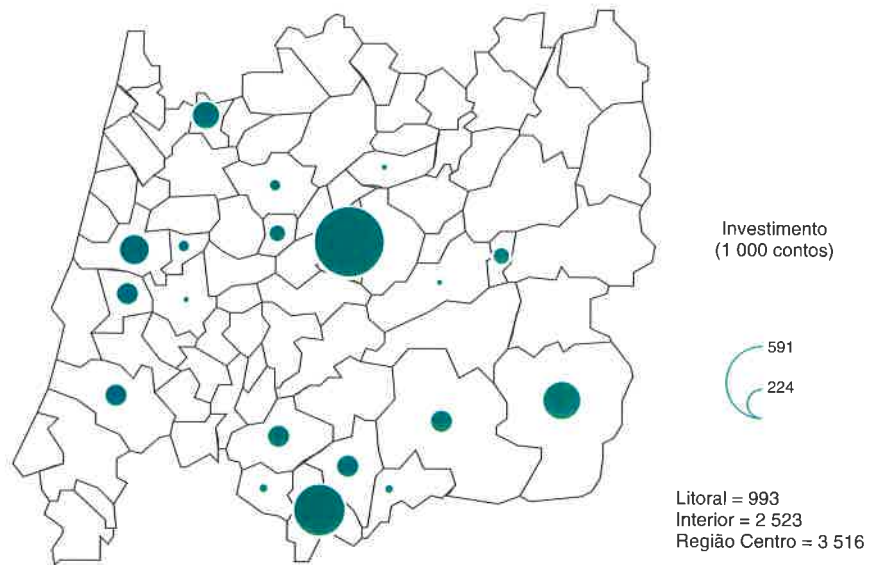 Investimento
(1 000 contos)
591
224
Litoral = 993
Interior = 2 523
Região Centro = 3 516